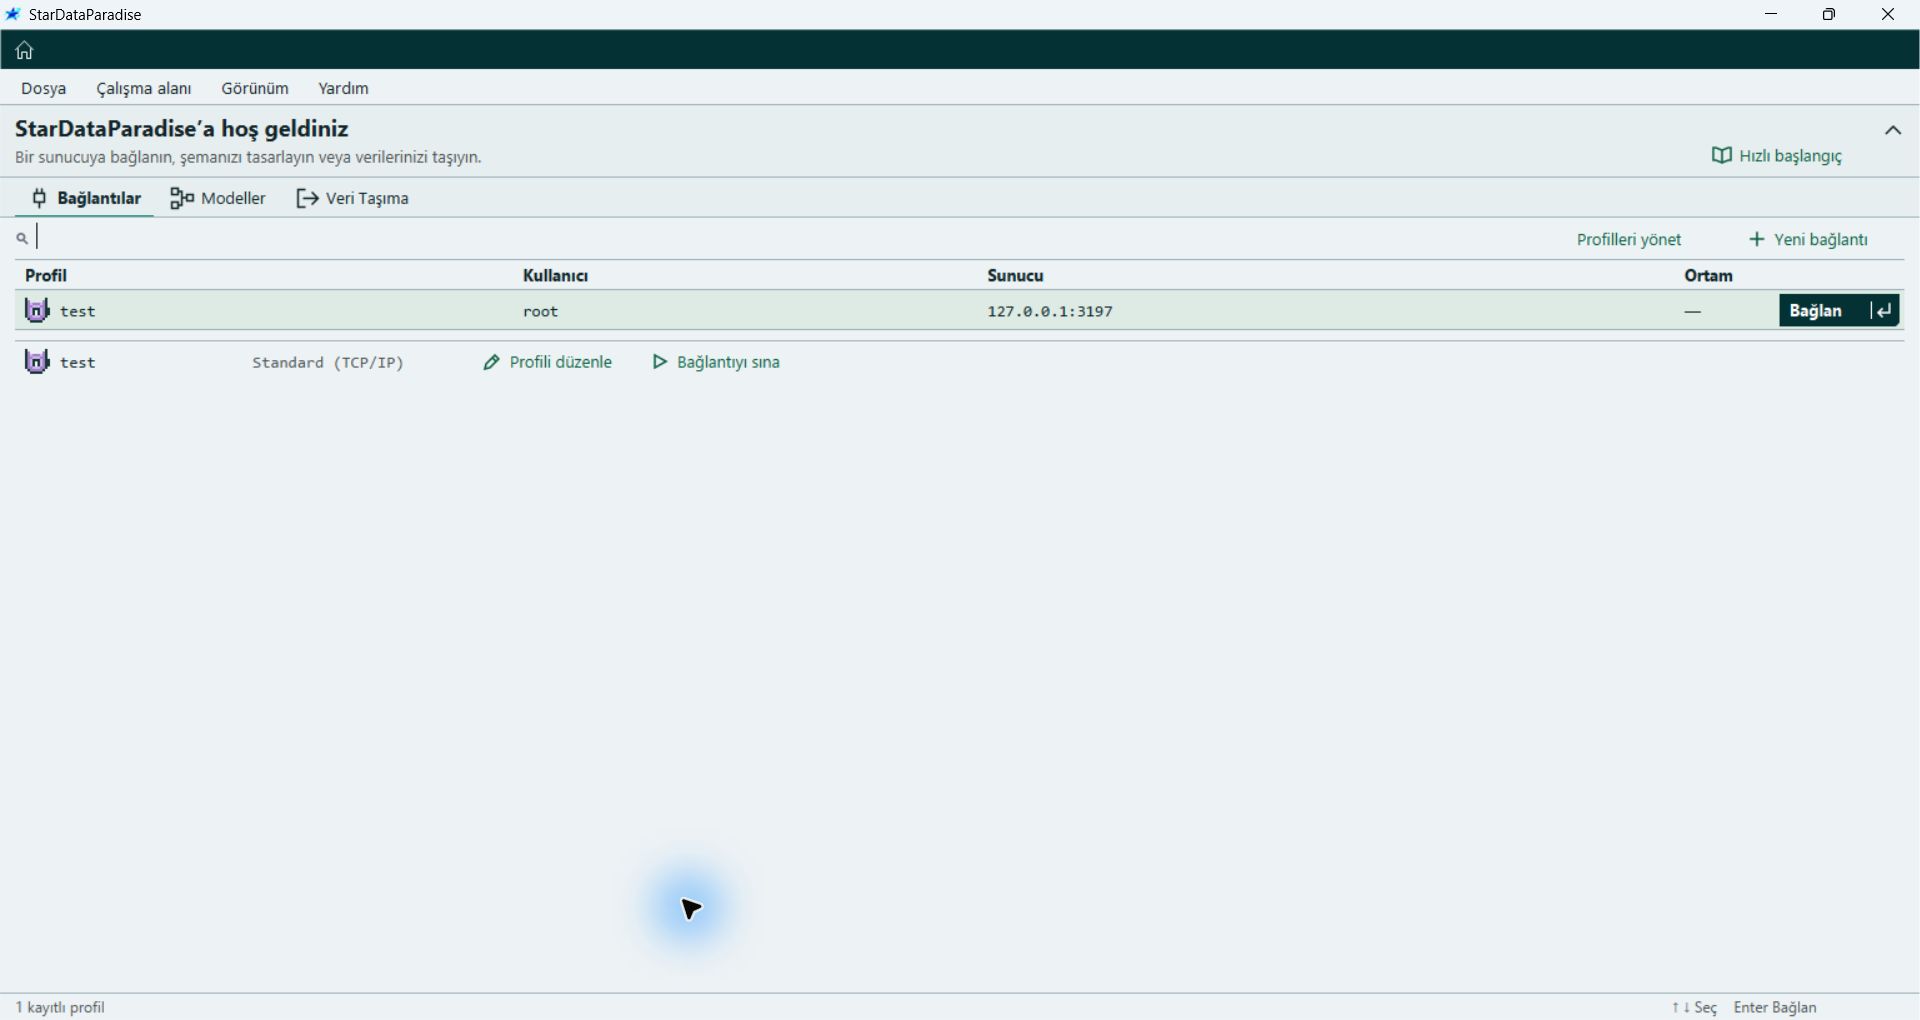 StarDataParadise
Dosya Çalışma alanı Görünüm Yardım
StarDataParadise’a hoş geldiniz
Bir sunucuya bağlanın, şemanızı tasarlayın veya verilerinizi taşıyın.
Hızlı başlangıç
Bağlantılar Modeller Veri Taşıma
Profilleri yönet + Yeni bağlantı
Profil Kullanıcı Sunucu Ortam
test root 127.0.0.1:3197 — Bağlan
test Standard (TCP/IP) Profili düzenle Bağlantıyı sına
1 kayıtlı profil ↑↓ Seç Enter Bağlan